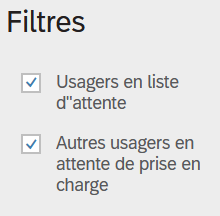 Filtres
Usagers en liste
d"attente
Autres usagers en
attente de prise en
charge